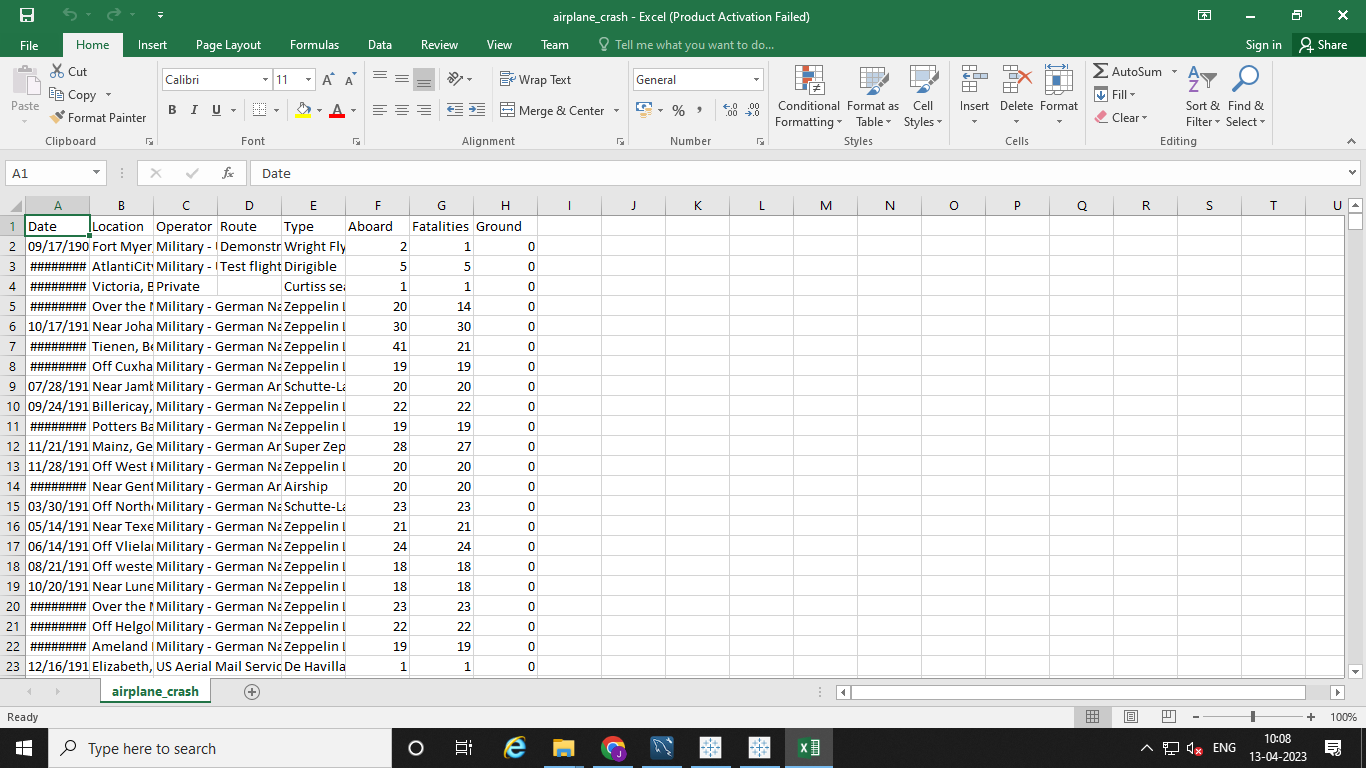 airplane_crash - Excel (Product Activation Failed)
File Home Insert Page Layout Formulas Data Review View Team Tell me what you want to do... Sign in Share
Paste Cut Copy Format Painter Clipboard
Calibri 11 B I U A A A Font
Wrap Text Merge & Center Alignment
General % , .0 .00 .00 .0 Number
Conditional Formatting Format as Table Cell Styles Styles
Insert Delete Format Cells
AutoSum Fill Clear Sort & Filter Find & Select Editing
A1 fx Date
A B C D E F G H I J K L M N O P Q R S T U
1 Date Location Operator Route Type Aboard Fatalities Ground
2 09/17/190 Fort Myer, Military - U Demonstr Wright Fly 2 1 0
3 ######## AtlantiCity Military - U Test flight Dirigible 5 5 0
4 ######## Victoria, B Private Curtiss sea 1 1 0
5 ######## Over the N Military - German Na Zeppelin L 20 14 0
6 10/17/191 Near Joha Military - German Na Zeppelin L 30 30 0
7 ######## Tienen, Be Military - German Na Zeppelin L 41 21 0
8 ######## Off Cuxha Military - German Na Zeppelin L 19 19 0
9 07/28/191 Near Jamb Military - German Ar Schutte-La 20 20 0
10 09/24/191 Billericay, Military - German Na Zeppelin L 22 22 0
11 ######## Potters Ba Military - German Na Zeppelin L 19 19 0
12 11/21/191 Mainz, Ge Military - German Ar Super Zep 28 27 0
13 11/28/191 Off West H Military - German Na Zeppelin L 20 20 0
14 ######## Near Gent Military - German Ar Airship 20 20 0
15 03/30/191 Off Northe Military - German Na Schutte-La 23 23 0
16 05/14/191 Near Texe Military - German Na Zeppelin L 21 21 0
17 06/14/191 Off Vlielan Military - German Na Zeppelin L 24 24 0
18 08/21/191 Off weste Military - German Na Zeppelin L 18 18 0
19 10/20/191 Near Lune Military - German Na Zeppelin L 18 18 0
20 ######## Over the N Military - German Na Zeppelin L 23 23 0
21 ######## Off Helgol Military - German Na Zeppelin L 22 22 0
22 ######## Ameland I Military - German Na Zeppelin L 19 19 0
23 12/16/191 Elizabeth, US Aerial Mail Servic De Havilla 1 1 0
airplane_crash
Ready 100%
Type here to search ENG 10:08
13-04-2023